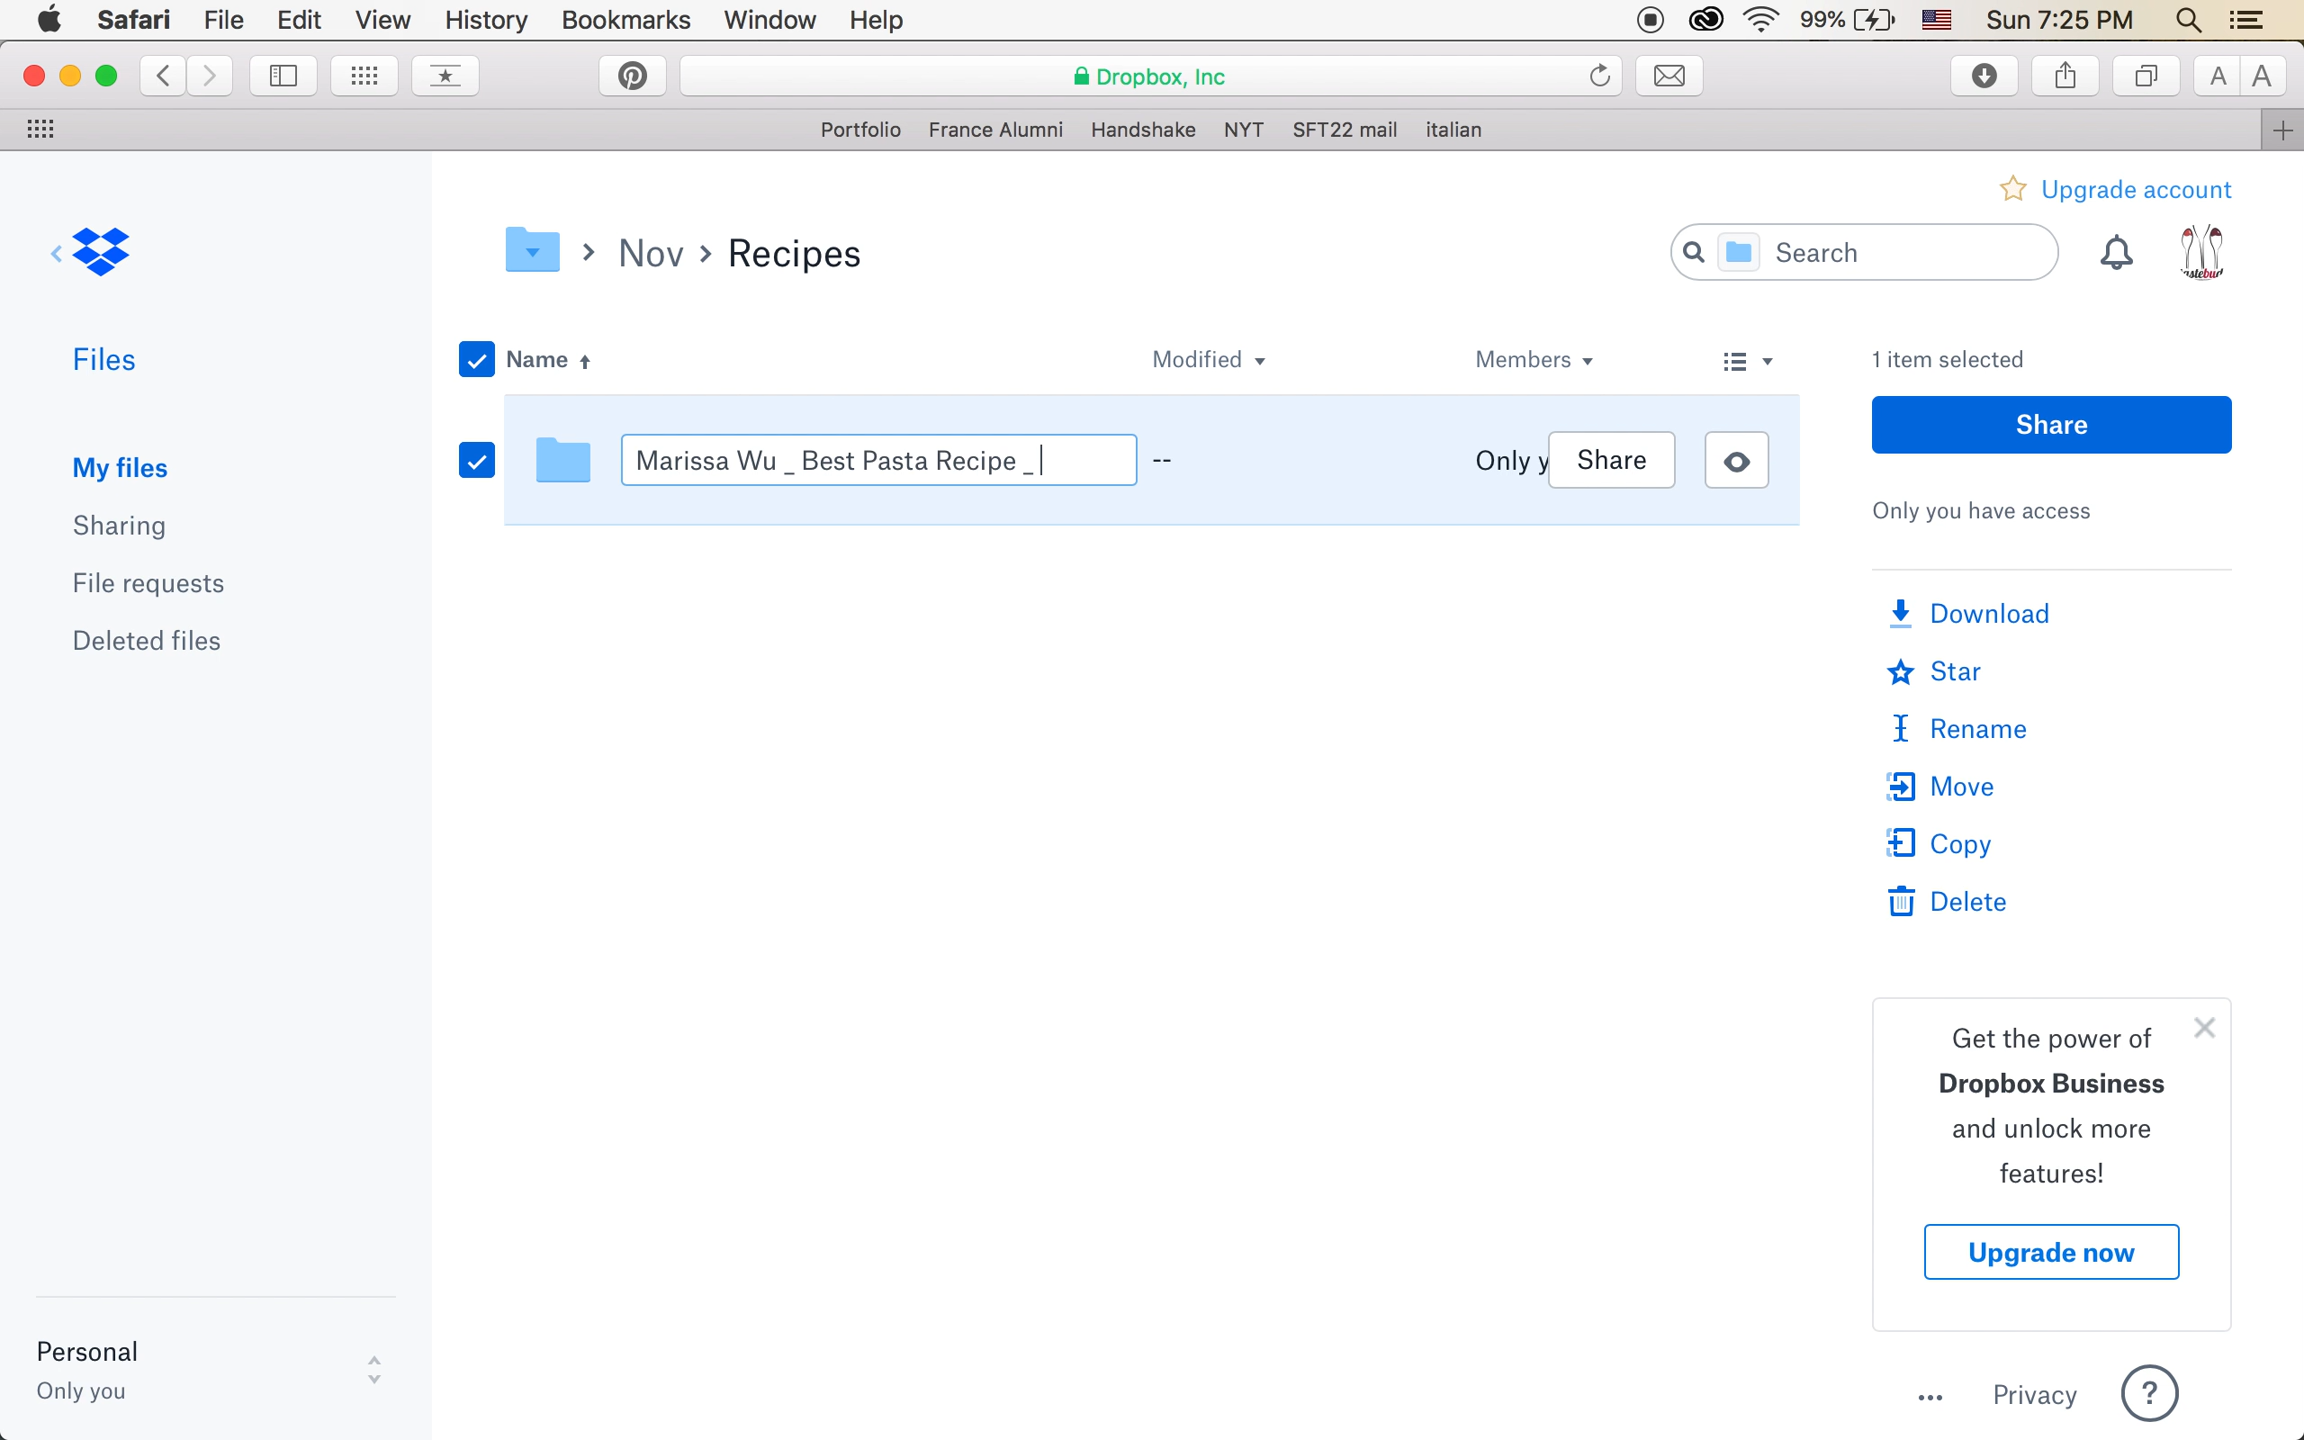 Safari File Edit View History Bookmarks Window Help 99% Sun 7:25 PM
Dropbox, Inc A A
Portfolio France Alumni Handshake NYT SFT22 mail italian
Upgrade account
Nov > Recipes
Search
Files
Name
Modified
Members
1 item selected
Marissa Wu _ Best Pasta Recipe _
--
Only y
Share
Share
My files
Only you have access
Sharing
File requests
Deleted files
Download
Star
Rename
Move
Copy
Delete
Get the power of
Dropbox Business
and unlock more
features!
Upgrade now
Personal
Only you
Privacy
?